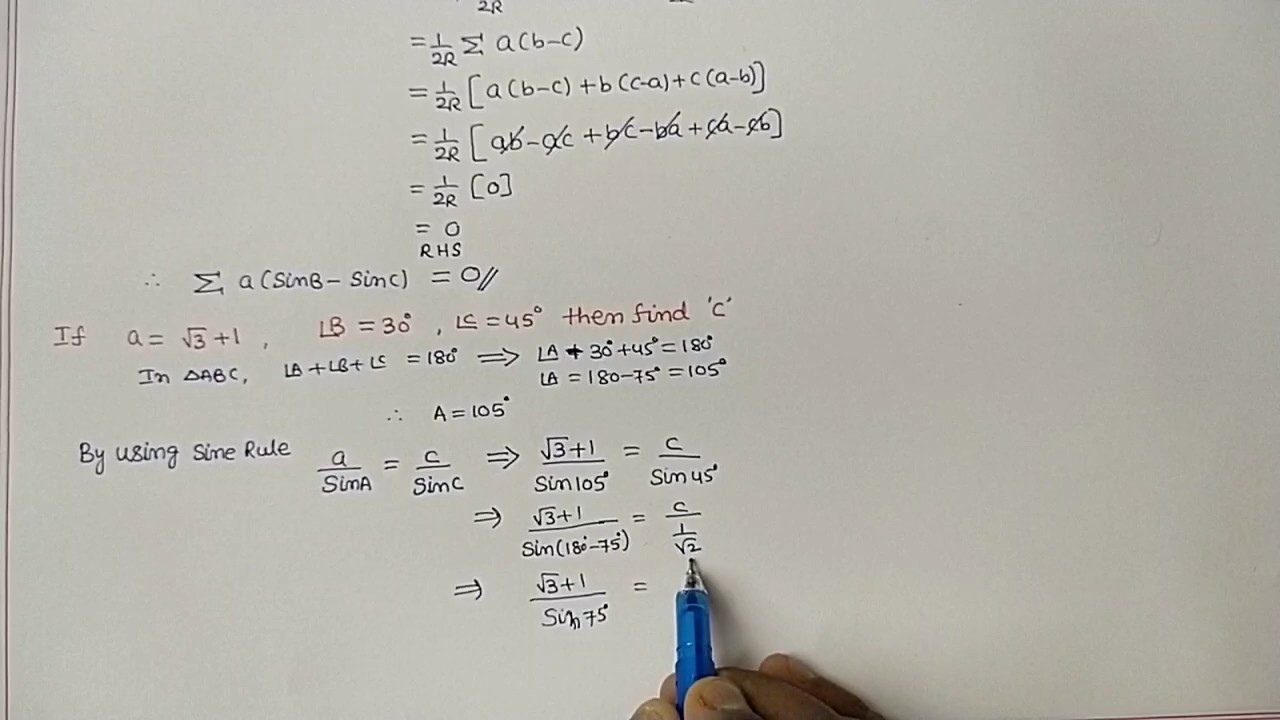 2R
= 1/2R Σ a(b-c)
= 1/2R [a(b-c)+b(c-a)+c(a-b)]
= 1/2R [ab-ac+bc-ba+ca-cb]
= 1/2R [0]
= 0
RHS
∴ Σ a(SinB-Sinc) = 0//
If a = √3+1, ∠B = 30°, ∠C = 45° then find 'c'
In △ABC, ∠A+∠B+∠C = 180° ⇒ ∠A + 30°+45° = 180°
∠A = 180-75° = 105°
∴ A = 105°
By using Sine Rule a/SinA = c/SinC ⇒ √3+1/Sin105° = c/Sin45°
⇒ √3+1/Sin(180°-75°) = c/1/√2
⇒ √3+1/Sin75° =